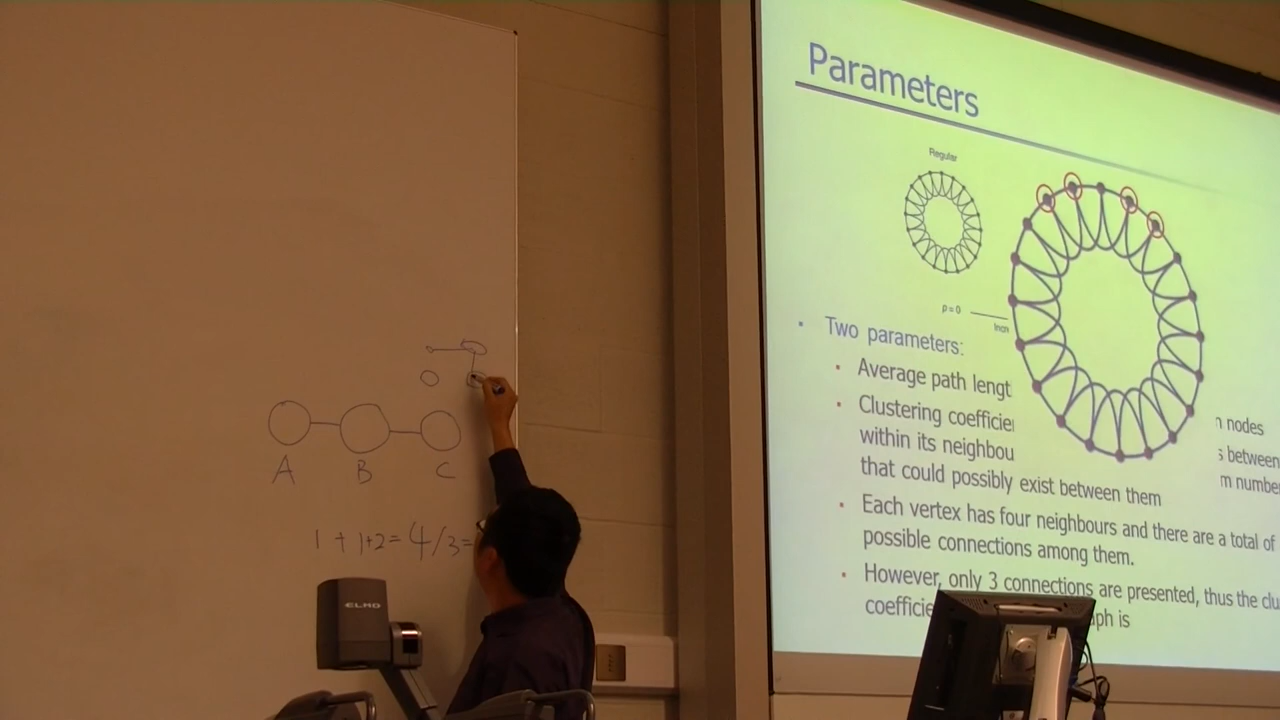 A B C
1 + 1+2 = 4/3 =
ELMO
Parameters
Regular
p = 0
Two parameters:
Average path lengt
Clustering coefficie
within its neighbou
that could possibly exist between them
n nodes
s between
m number
Each vertex has four neighbours and there are a total of
possible connections among them.
However, only 3 connections are presented, thus the clu
coefficie
aph is